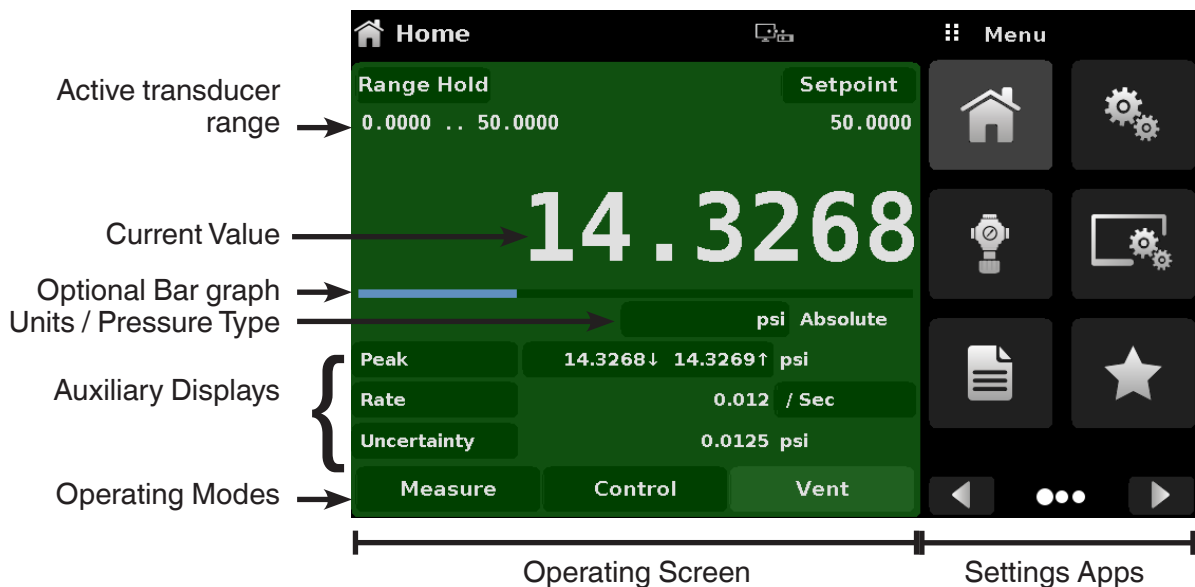 Home
Menu
Active transducer
range
Range Hold
Setpoint
0.0000 .. 50.0000
50.0000
Current Value
14.3268
Optional Bar graph
Units / Pressure Type
psi Absolute
Auxiliary Displays
Peak 14.3268↓ 14.3269↑ psi
Rate 0.012 / Sec
Uncertainty 0.0125 psi
Operating Modes
Measure Control Vent
Operating Screen
Settings Apps